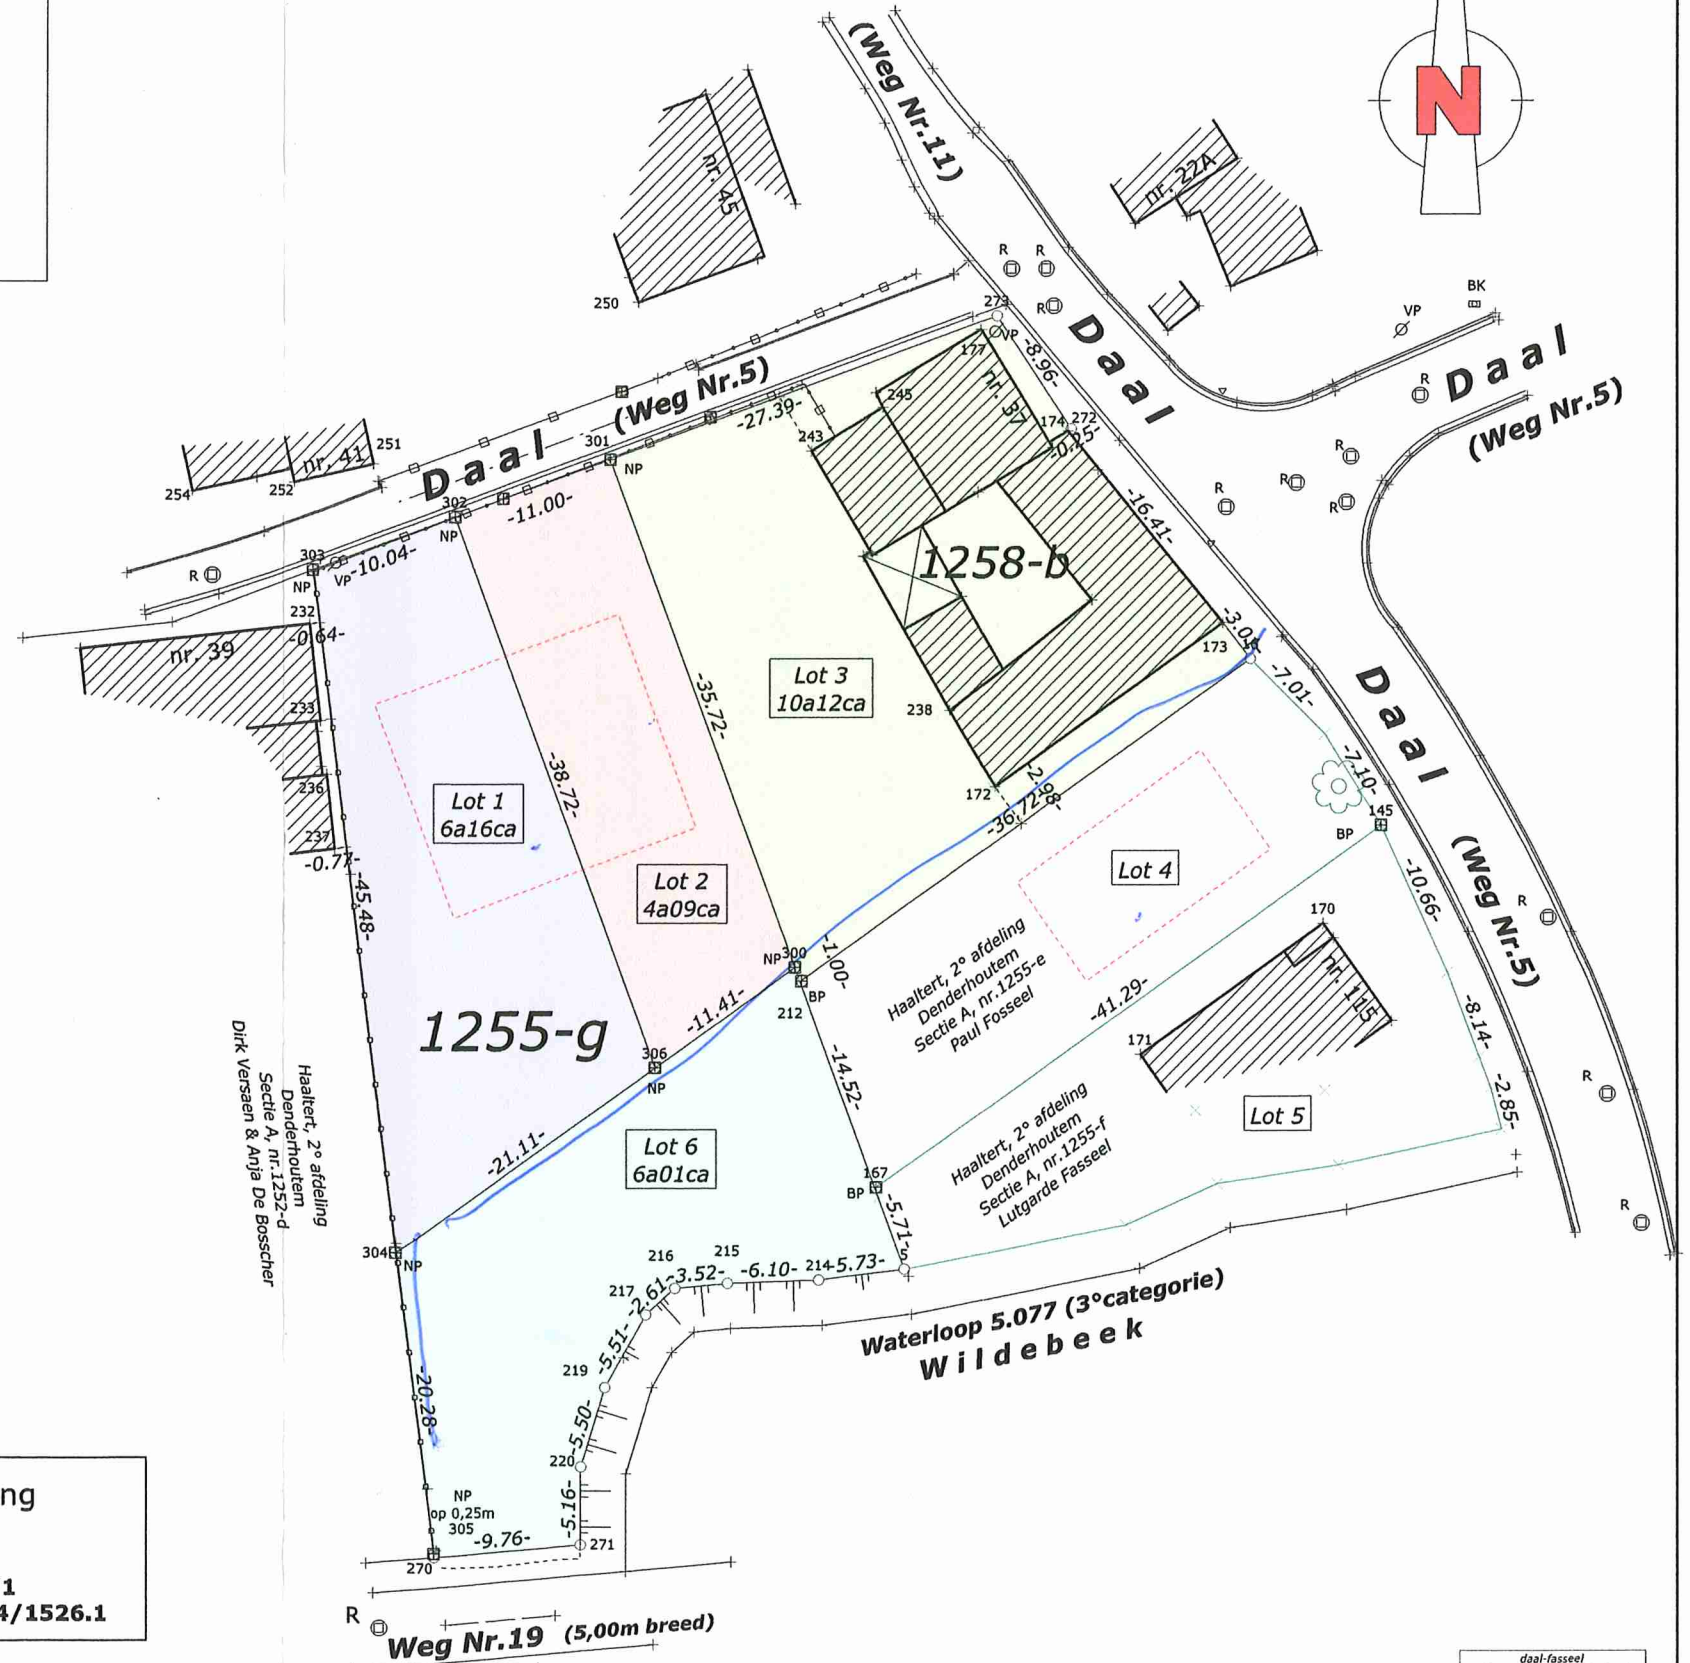 (Weg Nr.11)
N
nr. 45
nr. 22A
250
R
R
R
BK
VP
273
VP
177
-8.96-
Daal
Daal
(Weg Nr.5)
R
nr. 37
245
(Weg Nr.5)
-27.39-
243
174
272
-0.25
251
nr. 41
254
252
Daal
301
NP
302
NP
-11.00-
R
R
R
R
-16.41-
303
VP
-10.04-
NP
R
1258-b
232
-0.64-
nr. 39
233
236
237
-0.77-
-45.48-
-38.72-
-35.72-
Lot 3
10a12ca
238
173
-3.05-
-7.01-
-7.10-
Daal
(Weg Nr.5)
172
-2.98-
-36,72-
145
BP
Lot 1
6a16ca
Lot 2
4a09ca
Lot 4
-10.66-
R
NP
300
-1.00-
BP
212
Haaltert, 2° afdeling
Denderhoutem
Sectie A, nr.1255-e
Paul Fosseel
-41.29-
170
nr. 115
171
1255-g
-11.41-
306
NP
-14.52-
-8.14-
-2.85-
R
Haaltert, 2° afdeling
Denderhoutem
Sectie A, nr.1252-d
Dirk Versaen & Anja De Bosscher
-21,11-
Lot 6
6a01ca
Lot 5
Haaltert, 2° afdeling
Denderhoutem
Sectie A, nr.1255-f
Lutgarde Fasseel
167
BP
-5.71-
R
304
NP
216
215
217
-2.61-
-3.52-
-6.10-
214
-5.73-
5
Waterloop 5.077 (3°categorie)
Wildebeek
-5.51-
219
-20.28-
-5.50-
220
-5.16-
NP
op 0,25m
305
-9.76-
271
270
ng
1
4/1526.1
R
Weg Nr.19 (5,00m breed)
daal-fasseel